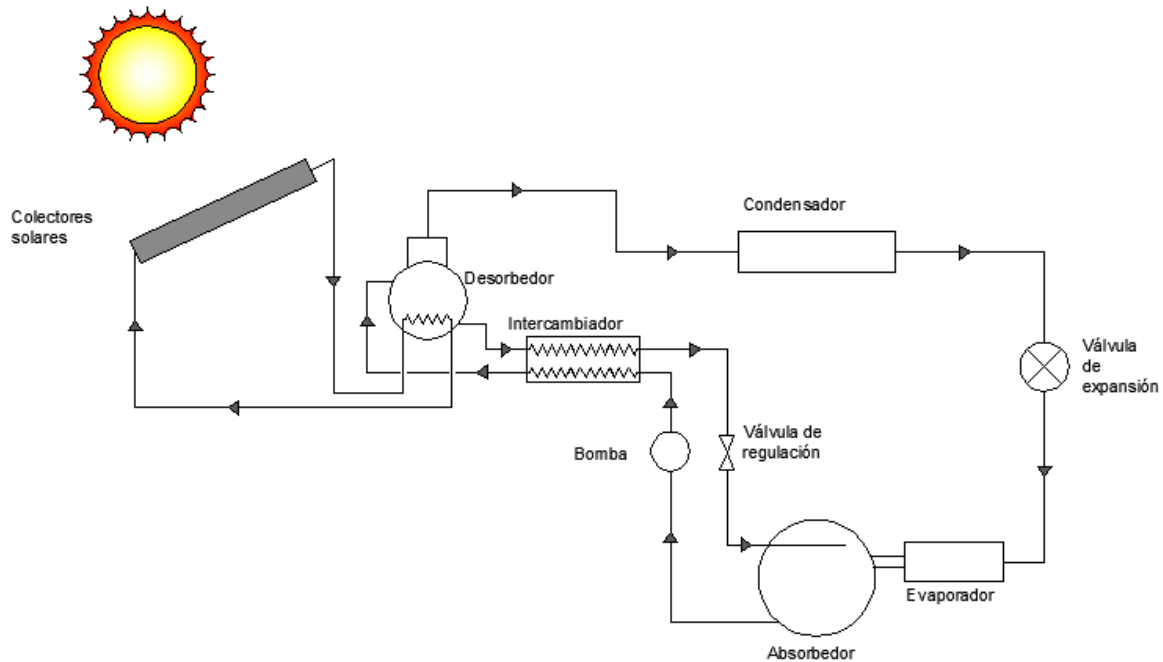 Colectores
solares
Desorbedor
Condensador
Intercambiador
Válvula
de
expansión
Bomba
Válvula de
regulación
Evaporador
Absorbedor